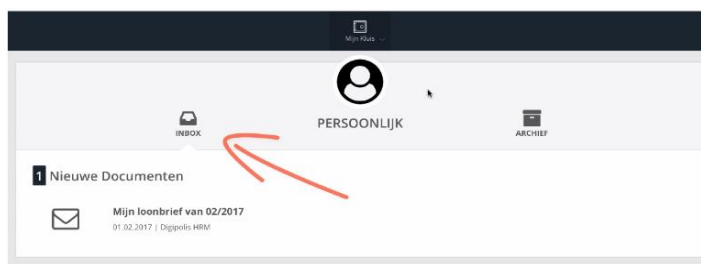 Mijn Kluis
PERSOONLIJK
INBOX
ARCHIEF
1 Nieuwe Documenten
Mijn loonbrief van 02/2017
01.02.2017 | Digipolis HRM